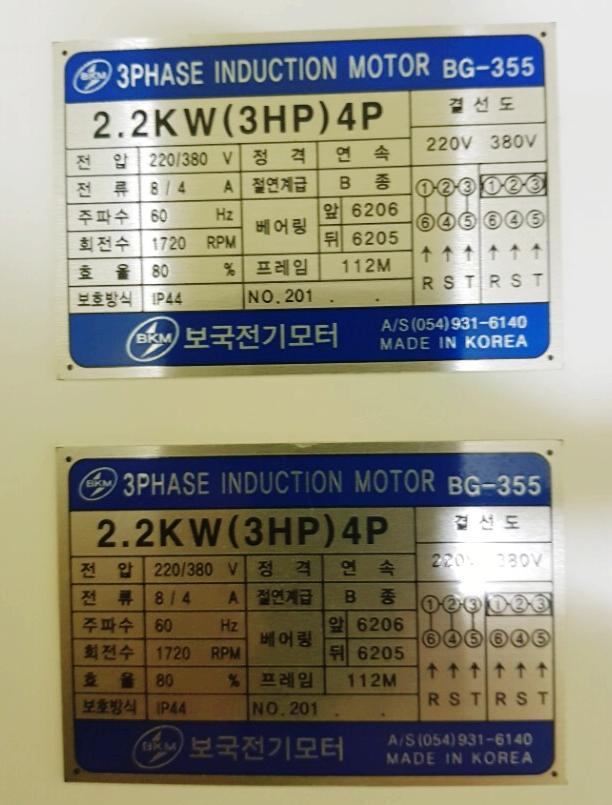 BKM 3PHASE INDUCTION MOTOR BG-355
2.2KW(3HP)4P 결선도
전 압 220/380 V 정 격 연 속 220V 380V
전 류 8/4 A 절연계급 B 종 ①②③ ①②③
주파수 60 Hz 베어링 앞 6206 ⑥④⑤ ⑥④⑤
회전수 1720 RPM 뒤 6205 ↑ ↑ ↑ ↑ ↑ ↑
효 율 80 % 프레임 112M R S T R S T
보호방식 IP44 NO.201 . .
BKM 보국전기모터 A/S(054)931-6140
MADE IN KOREA
BKM 3PHASE INDUCTION MOTOR BG-355
2.2KW(3HP)4P 결선도
전 압 220/380 V 정 격 연 속 220V 380V
전 류 8/4 A 절연계급 B 종 ①②③ ①②③
주파수 60 Hz 베어링 앞 6206 ⑥④⑤ ⑥④⑤
회전수 1720 RPM 뒤 6205 ↑ ↑ ↑ ↑ ↑ ↑
효 율 80 % 프레임 112M R S T R S T
보호방식 IP44 NO.201 . .
BKM 보국전기모터 A/S(054)931-6140
MADE IN KOREA